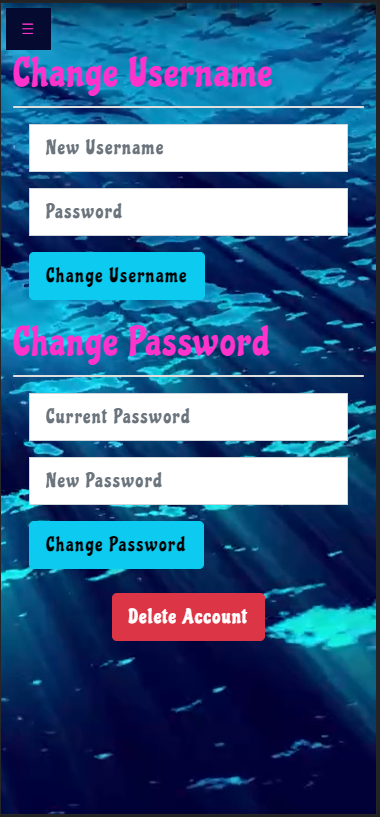 ☰
Change Username
New Username
Password
Change Username
Change Password
Current Password
New Password
Change Password
Delete Account